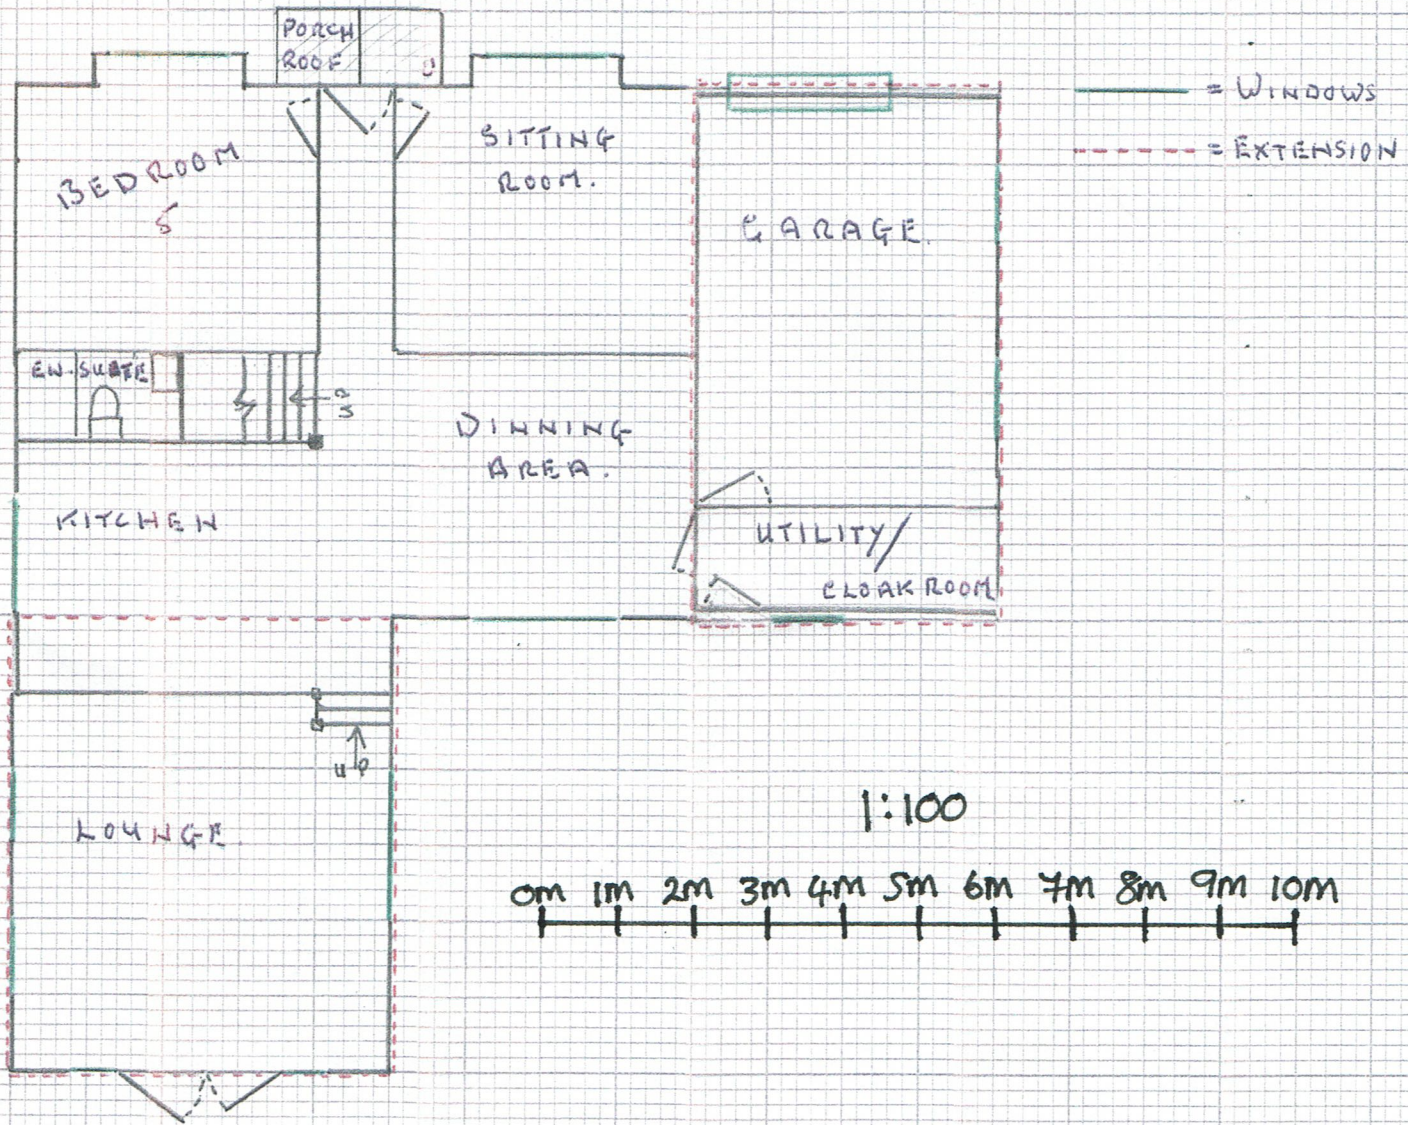 PORCH
ROOF
= WINDOWS
= EXTENSION
BEDROOM
5
SITTING
ROOM.
GARAGE.
EN-SUITE
DINNING
AREA.
KITCHEN
UTILITY/
CLOAKROOM
UP
LOUNGE.
1:100
0m 1m 2m 3m 4m 5m 6m 7m 8m 9m 10m